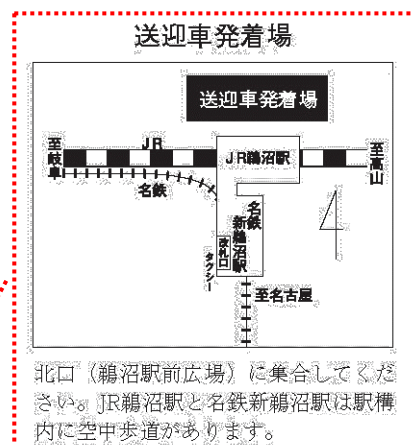 送迎車発着場
送迎車発着場
JR
至岐阜
JR鵜沼駅
至高山
名鉄
名鉄
新鵜沼駅
改札口
タクシー
至名古屋
北口（鵜沼駅前広場）に集合してくだ
さい。JR鵜沼駅と名鉄新鵜沼駅は駅構
内に空中歩道があります。